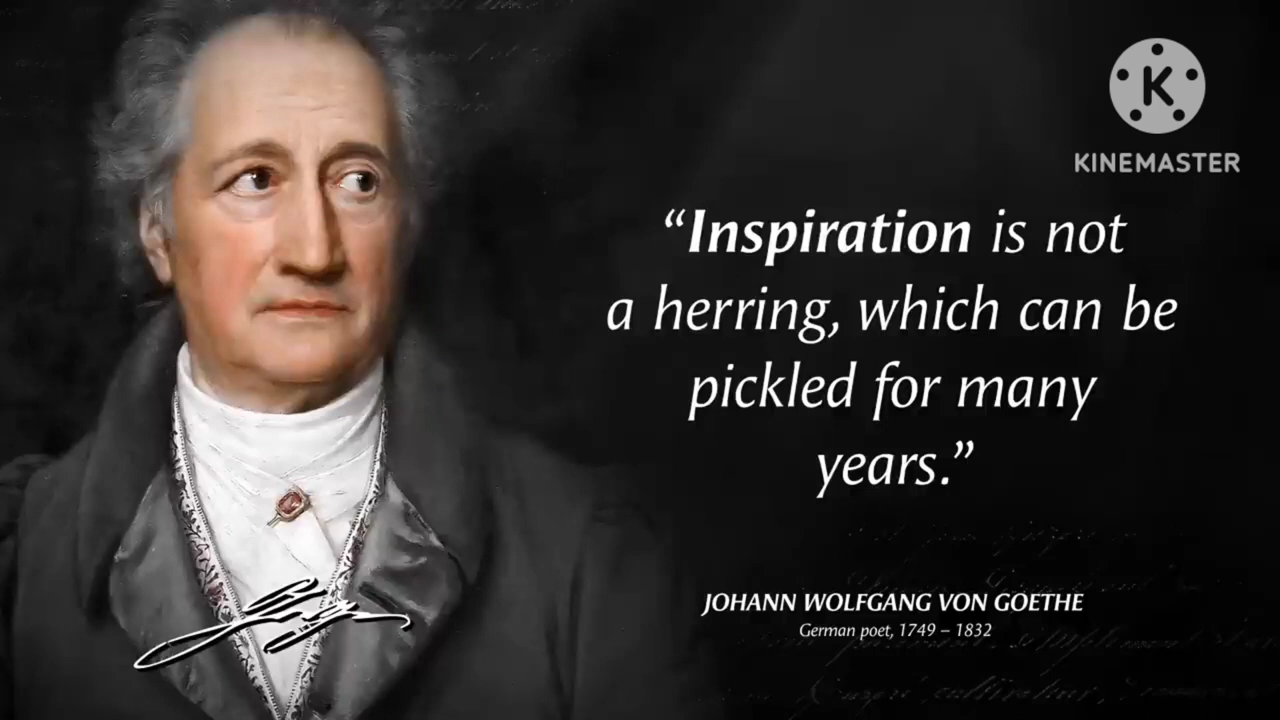 K
KINEMASTER
“Inspiration is not
a herring, which can be
pickled for many
years.”
JOHANN WOLFGANG VON GOETHE
German poet, 1749 – 1832